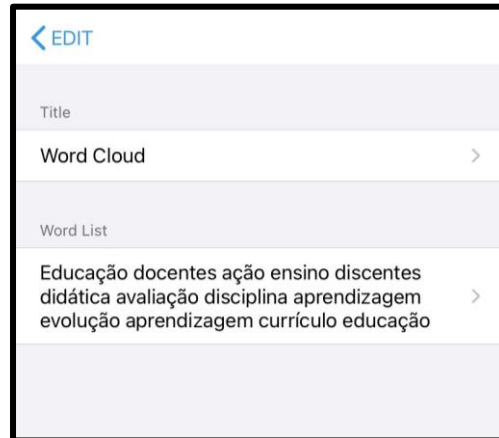 EDIT
Title
Word Cloud
Word List
Educação docentes ação ensino discentes
didática avaliação disciplina aprendizagem
evolução aprendizagem currículo educação